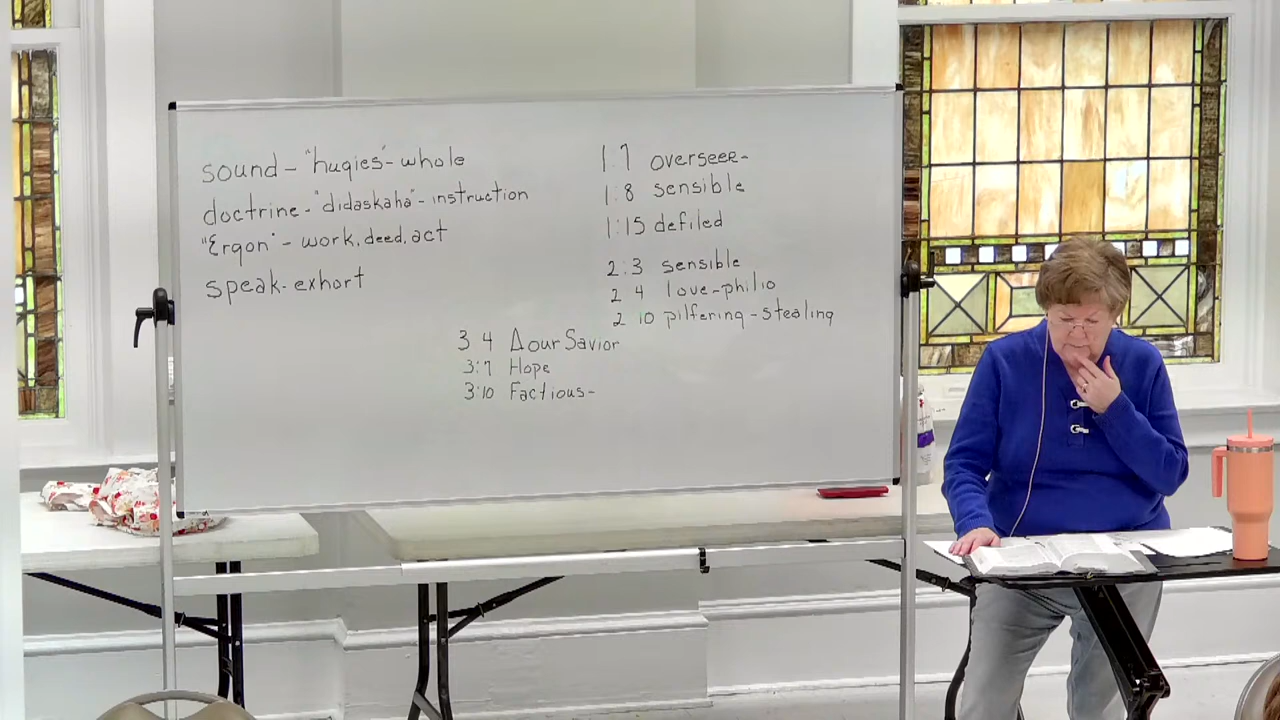 sound - "hugies" - whole
doctrine - "didaskaha" - instruction
"Ergon" - work, deed, act
speak - exhort
1:7 overseer -
1:8 sensible
1:15 defiled
2:3 sensible
2 4 love - philio
2 10 pilfering - stealing
3 4 Δ our Savior
3:7 Hope
3:10 Factious -